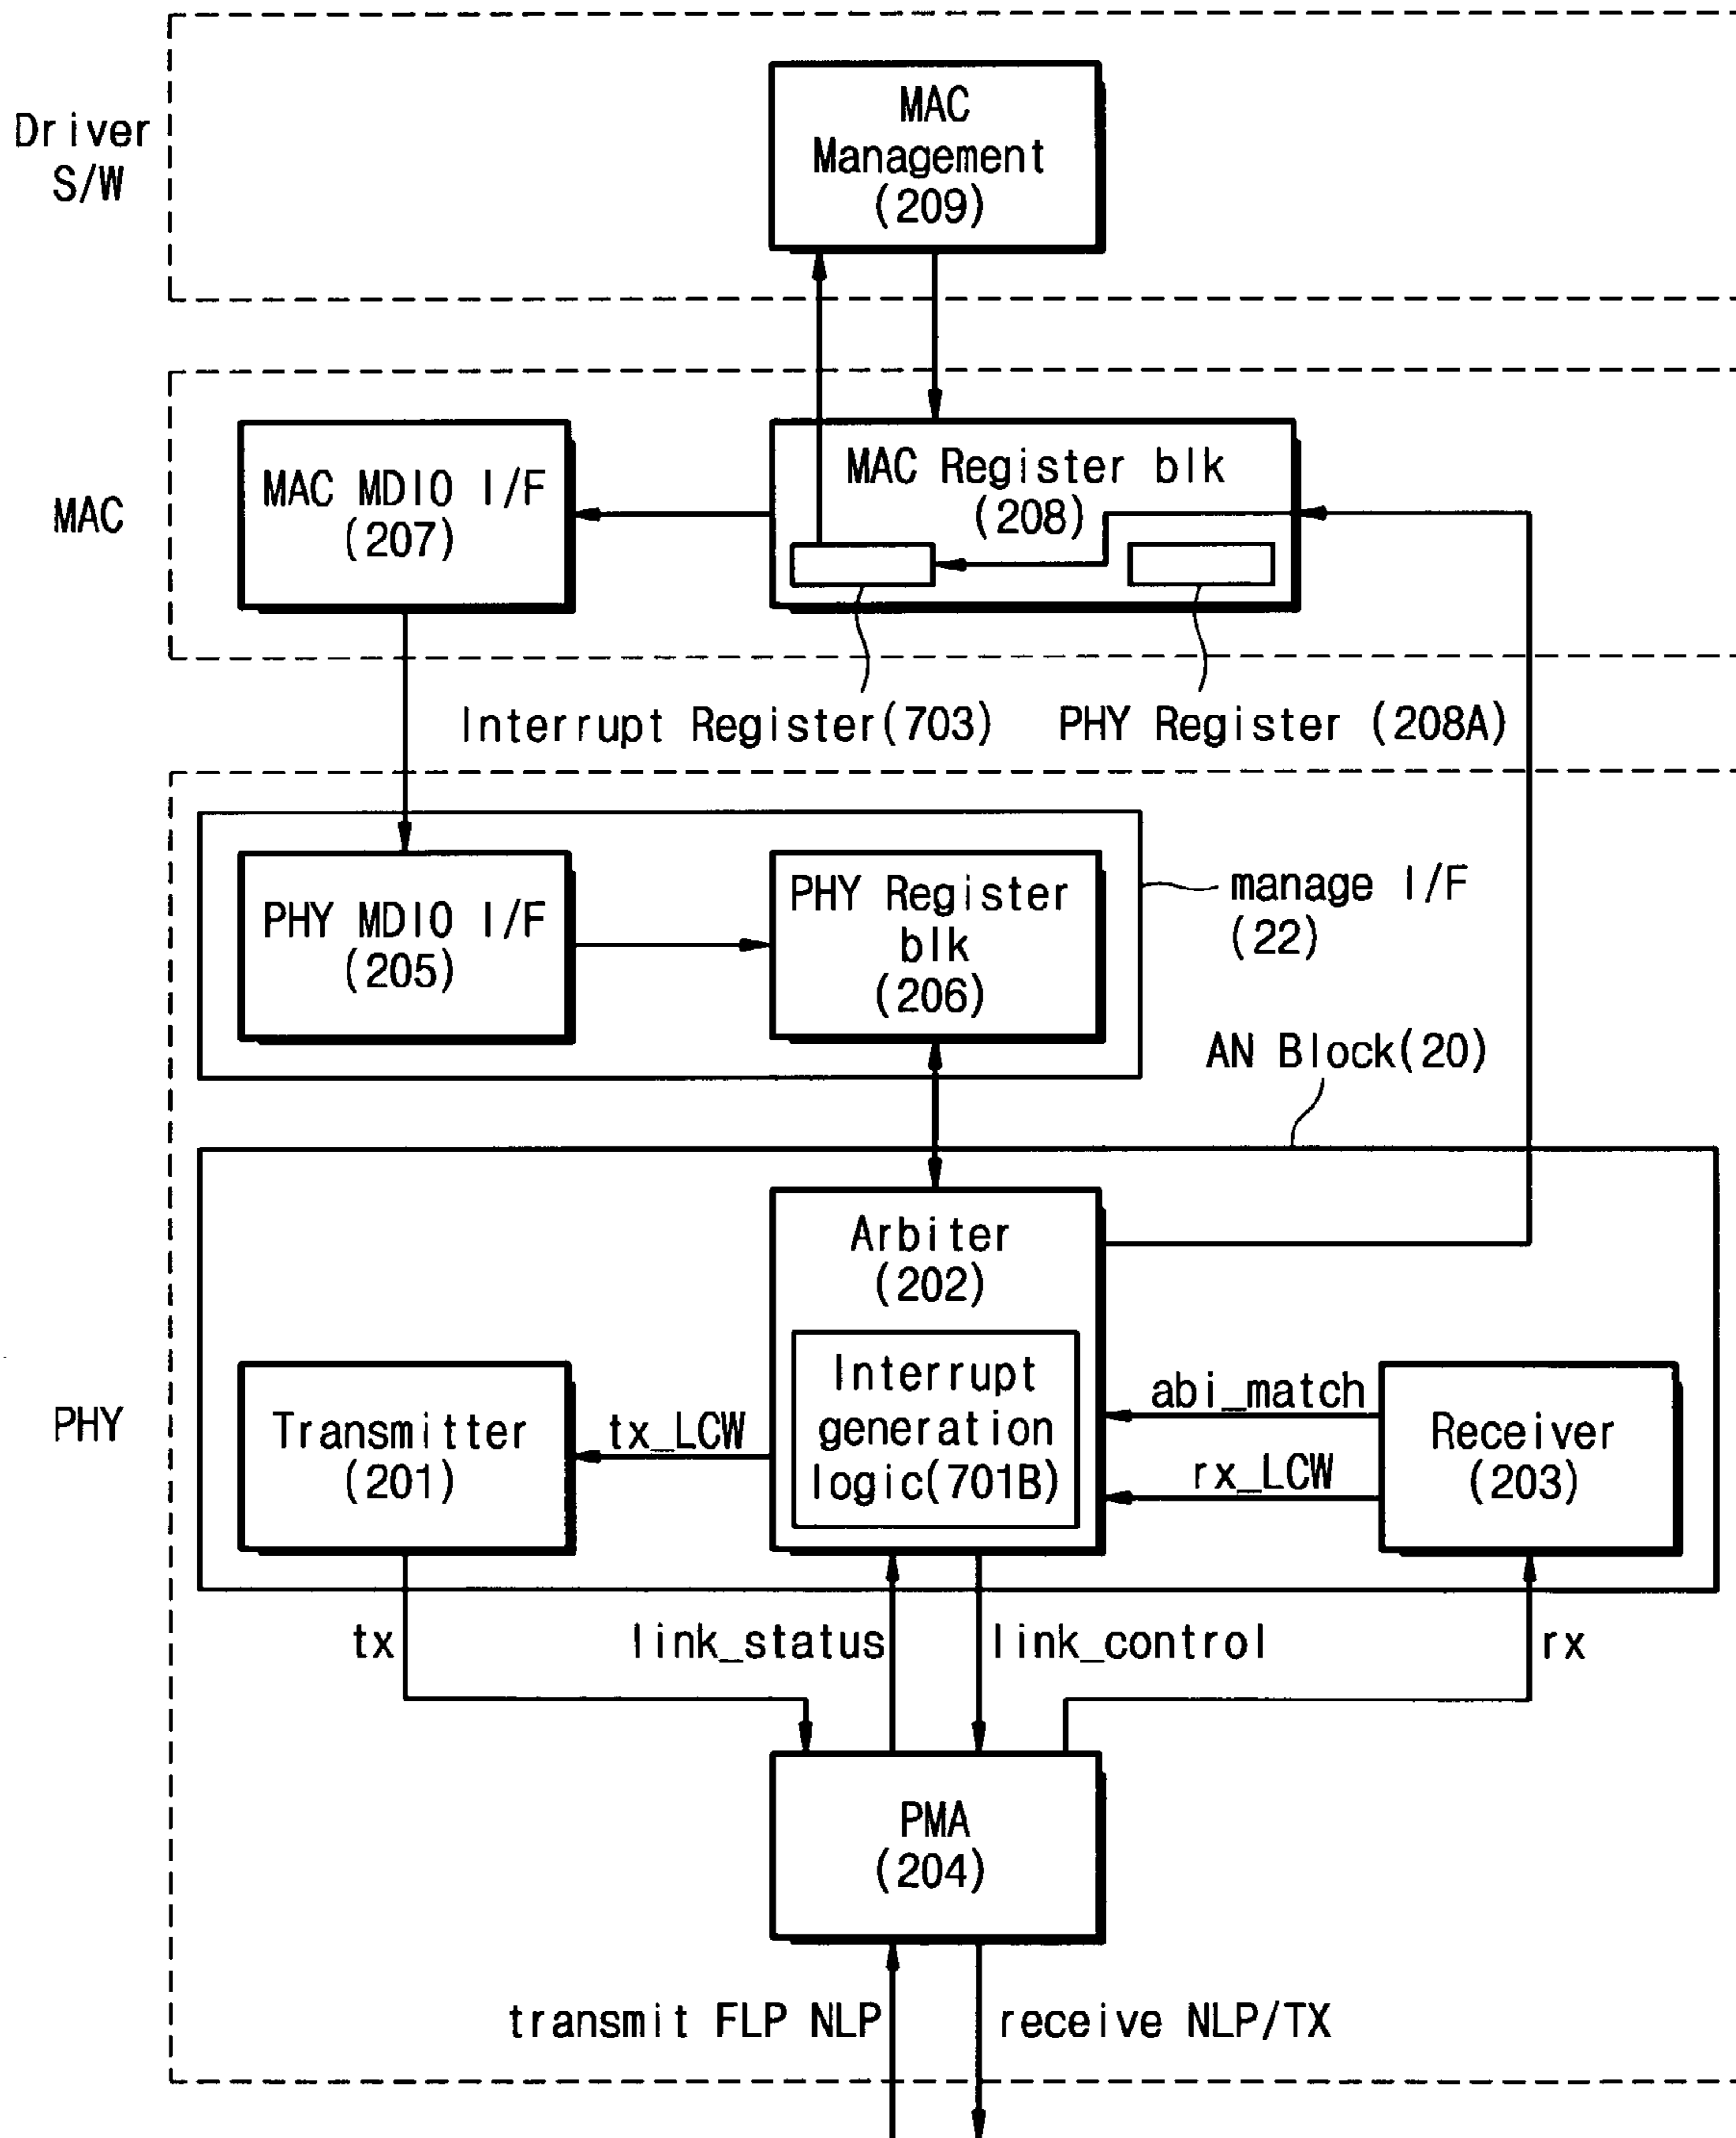 Driver
S/W
MAC
Management
(209)
MAC
MAC MDIO I/F
(207)
MAC Register blk
(208)
Interrupt Register(703)
PHY Register (208A)
PHY MDIO I/F
(205)
PHY Register
blk
(206)
manage I/F
(22)
AN Block(20)
PHY
Arbiter
(202)
Interrupt
generation
logic(701B)
Transmitter
(201)
tx_LCW
abi_match
rx_LCW
Receiver
(203)
tx
link_status
link_control
rx
PMA
(204)
transmit FLP NLP
receive NLP/TX